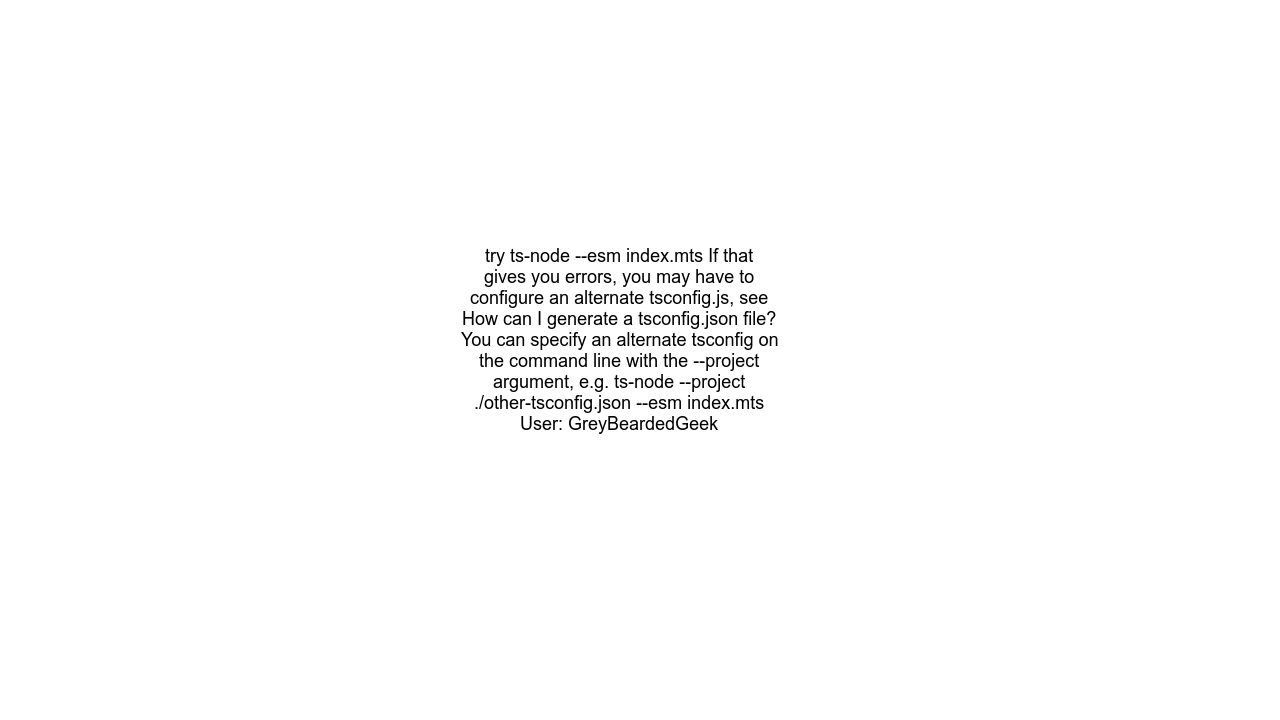 try ts-node --esm index.mts If that
gives you errors, you may have to
configure an alternate tsconfig.js, see
How can I generate a tsconfig.json file?
You can specify an alternate tsconfig on
the command line with the --project
argument, e.g. ts-node --project
./other-tsconfig.json --esm index.mts
User: GreyBeardedGeek